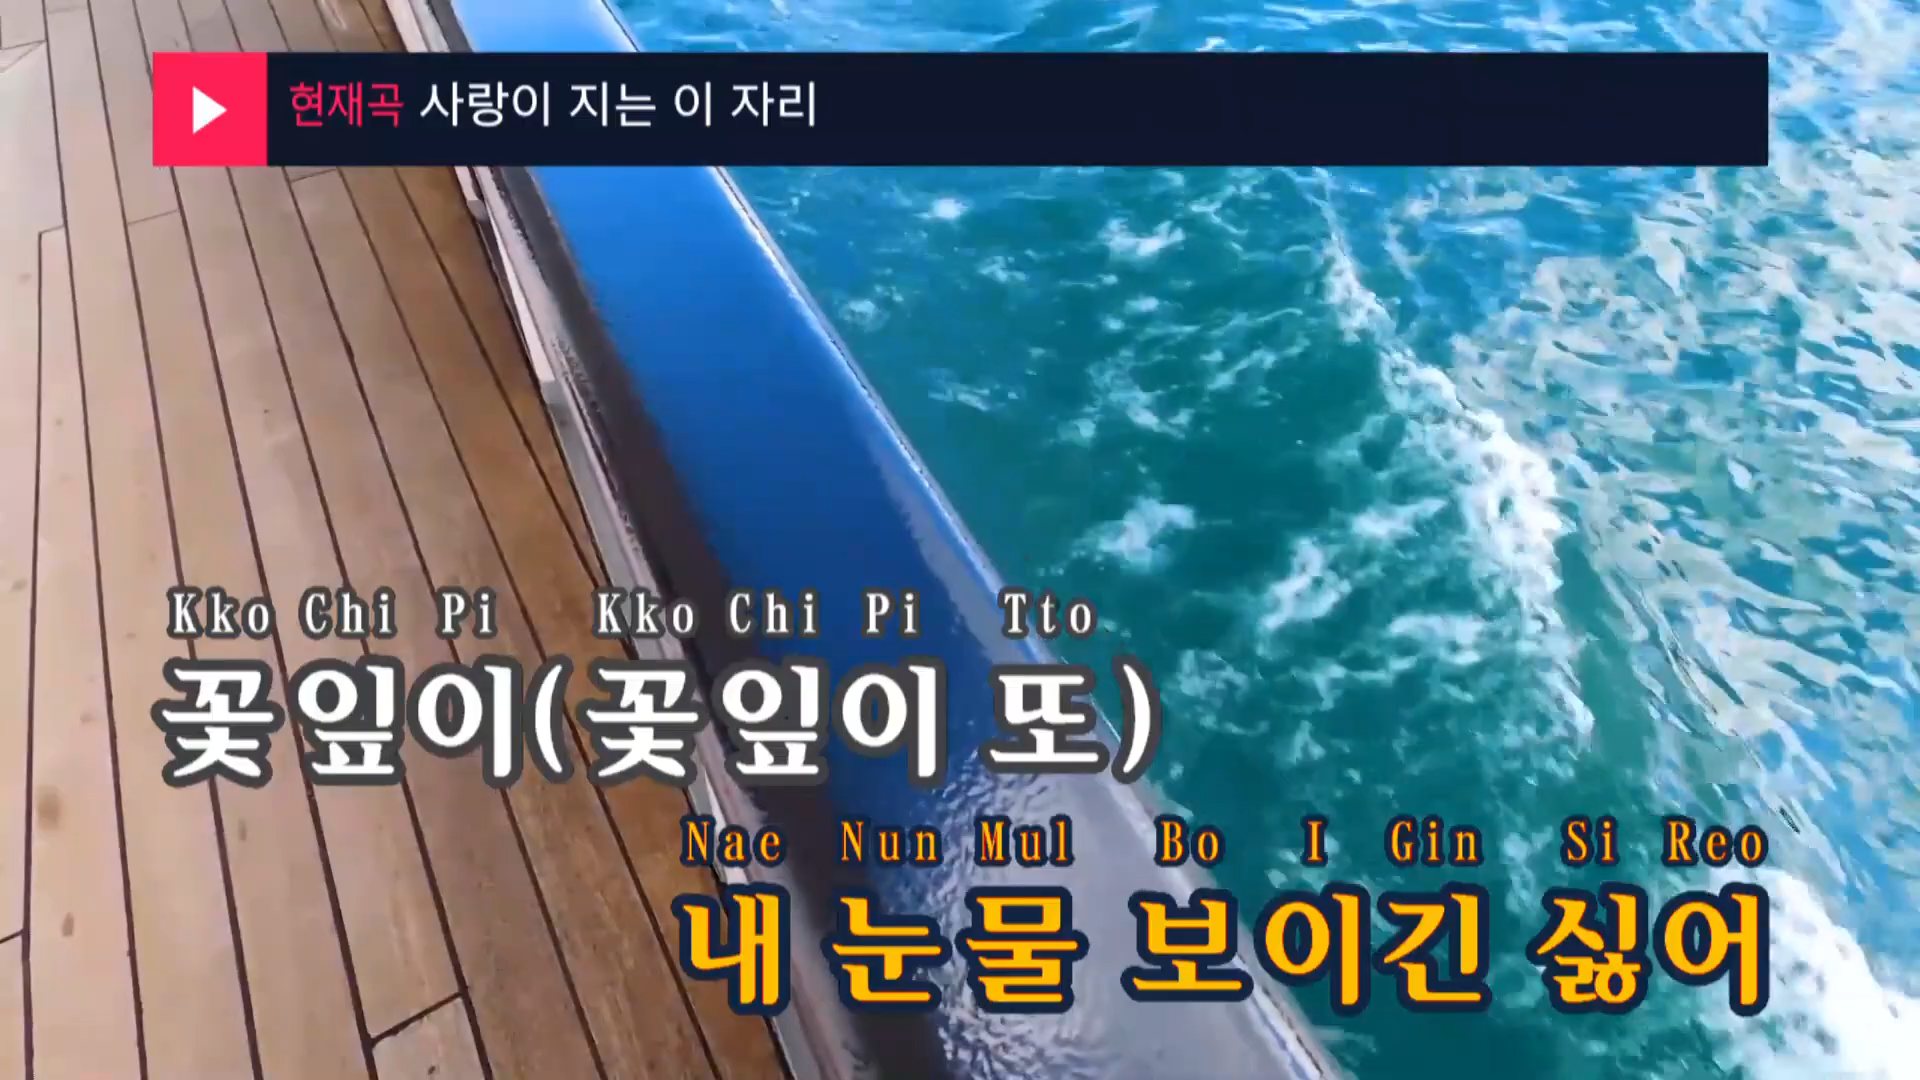 현재곡 사랑이 지는 이 자리
Kko Chi Pi Kko Chi Pi Tto
꽃잎이(꽃잎이 또)
Nae Nun Mul Bo I Gin Si Reo
내 눈물 보이긴 싫어